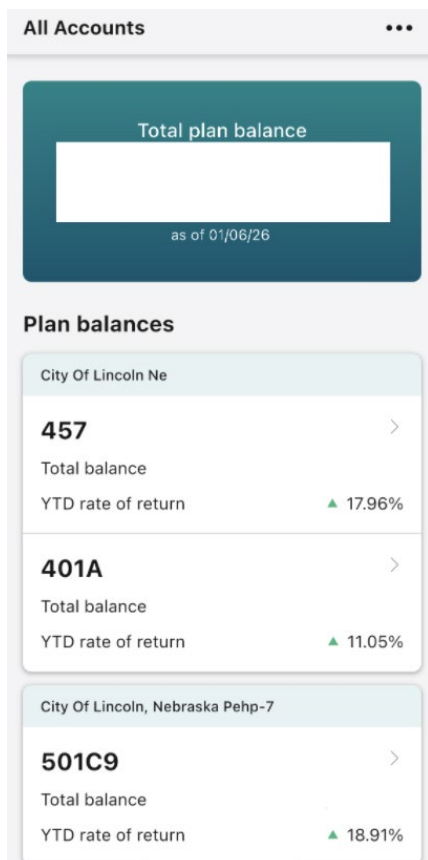 All Accounts
Total plan balance
as of 01/06/26
Plan balances
City Of Lincoln Ne
457
Total balance
YTD rate of return ▲ 17.96%
401A
Total balance
YTD rate of return ▲ 11.05%
City Of Lincoln, Nebraska Pehp-7
501C9
Total balance
YTD rate of return ▲ 18.91%